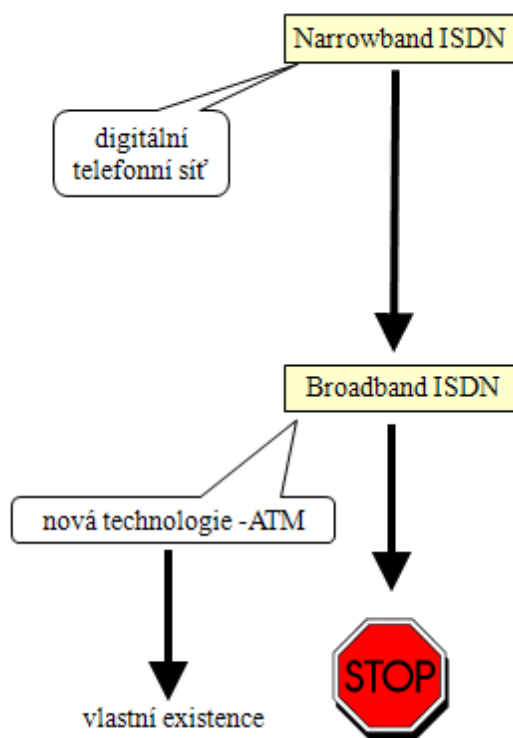 Narrowband ISDN
digitální
telefonní síť
Broadband ISDN
nová technologie -ATM
STOP
vlastní existence